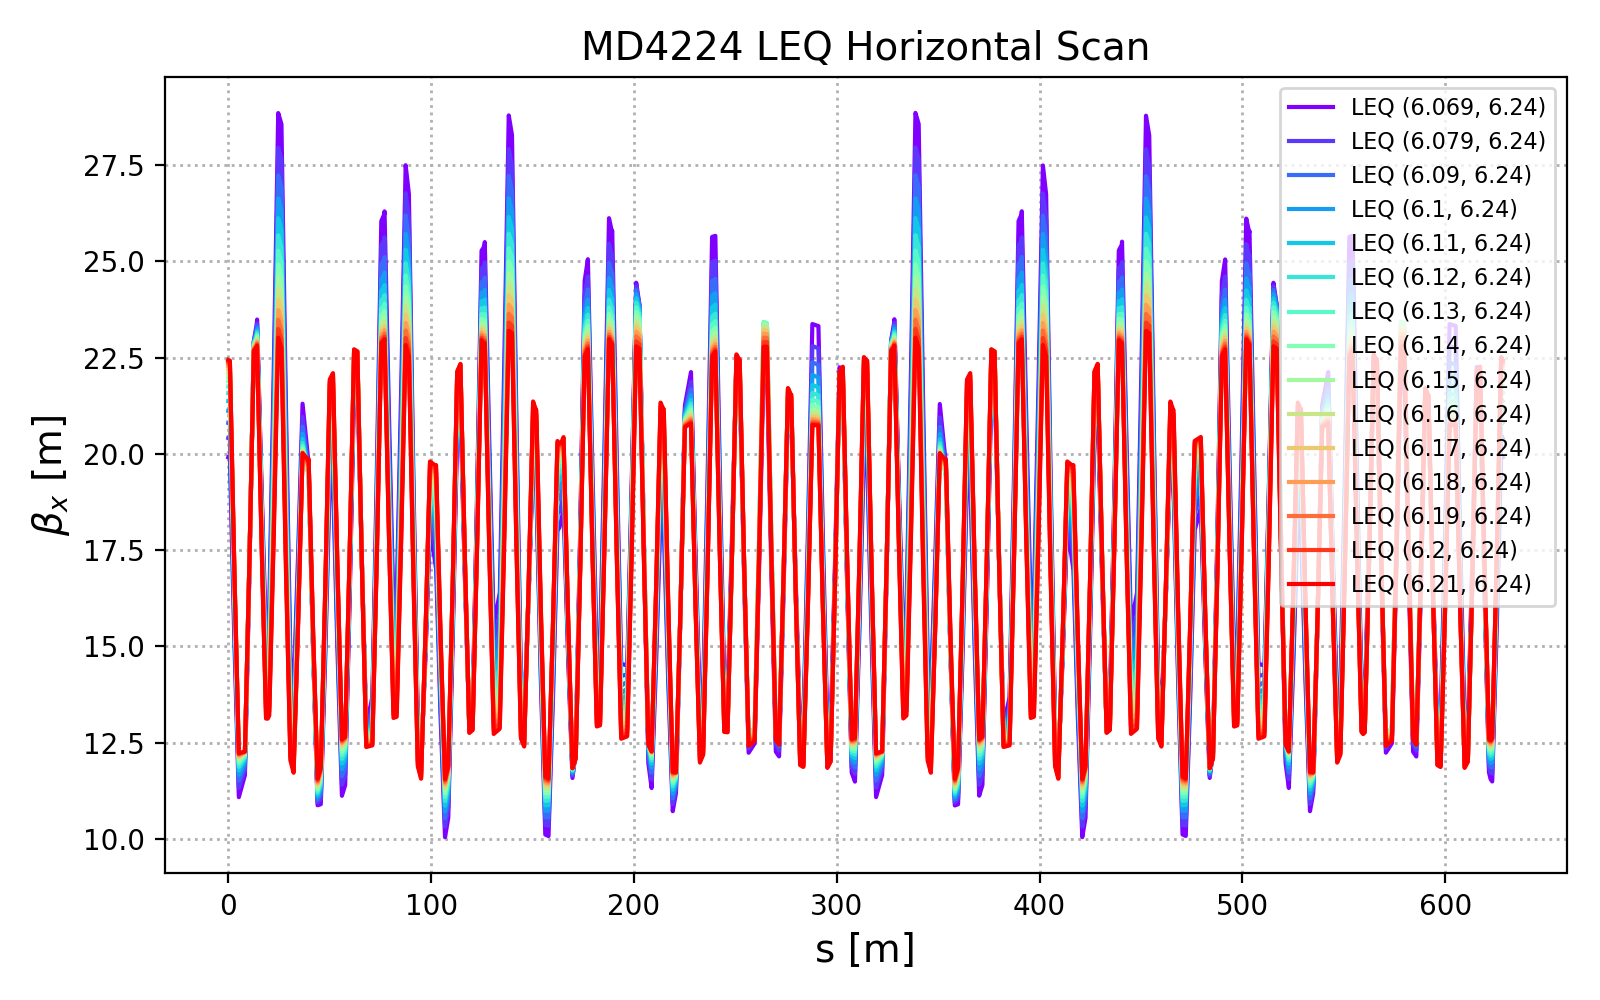 MD4224 LEQ Horizontal Scan
βx [m]
27.5
25.0
22.5
20.0
17.5
15.0
12.5
10.0
LEQ (6.069, 6.24)
LEQ (6.079, 6.24)
LEQ (6.09, 6.24)
LEQ (6.1, 6.24)
LEQ (6.11, 6.24)
LEQ (6.12, 6.24)
LEQ (6.13, 6.24)
LEQ (6.14, 6.24)
LEQ (6.15, 6.24)
LEQ (6.16, 6.24)
LEQ (6.17, 6.24)
LEQ (6.18, 6.24)
LEQ (6.19, 6.24)
LEQ (6.2, 6.24)
LEQ (6.21, 6.24)
0 100 200 300 400 500 600
s [m]